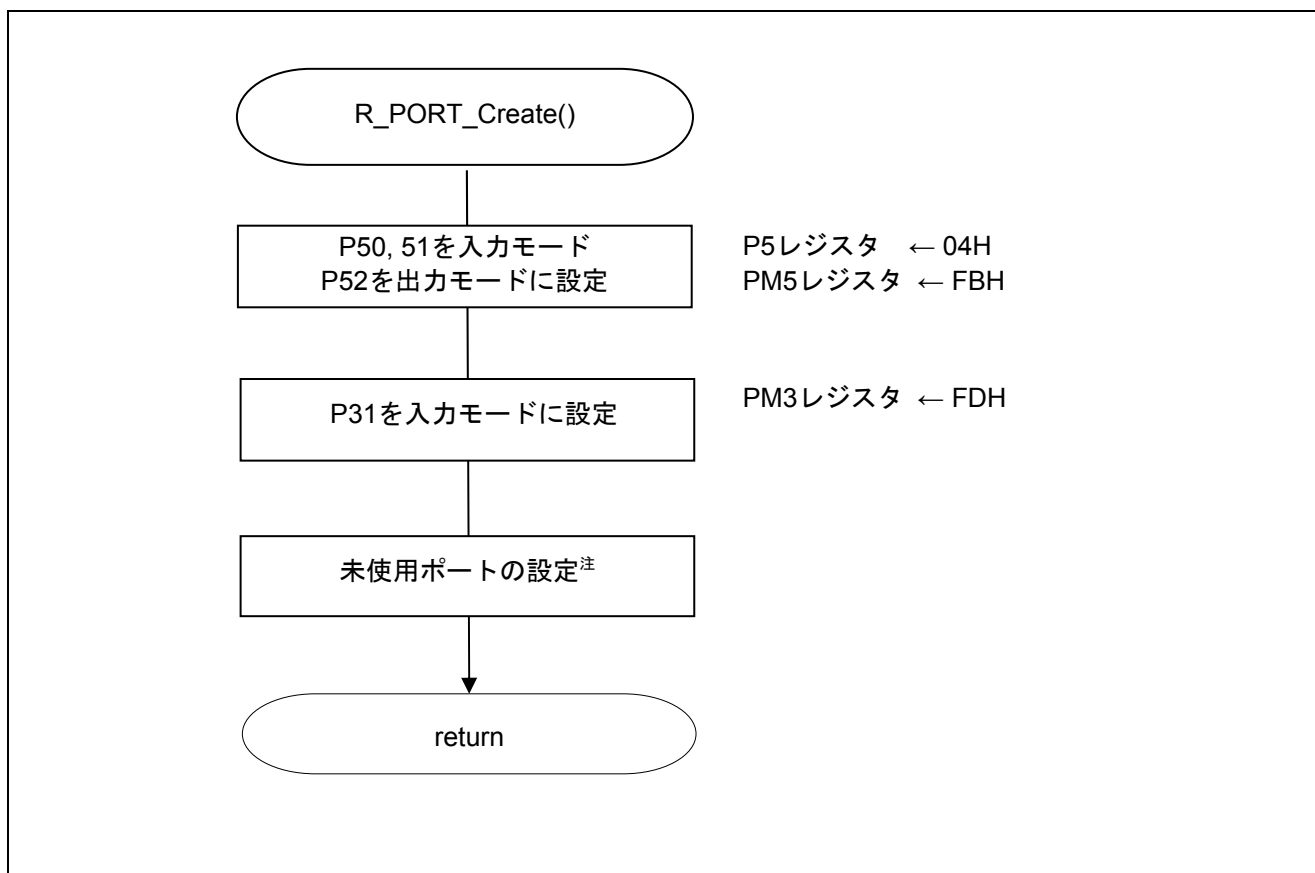 R_PORT_Create()
P50, 51を入力モード
P52を出力モードに設定
P5レジスタ ← 04H
PM5レジスタ ← FBH
P31を入力モードに設定
PM3レジスタ ← FDH
未使用ポートの設定注
return